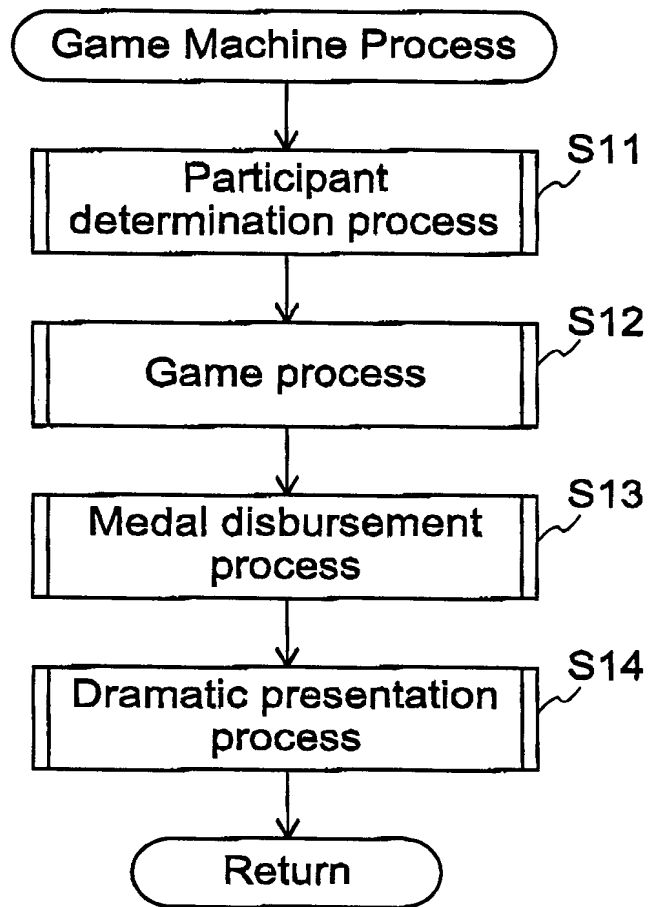 Game Machine Process
S11
Participant
determination process
S12
Game process
S13
Medal disbursement
process
S14
Dramatic presentation
process
Return